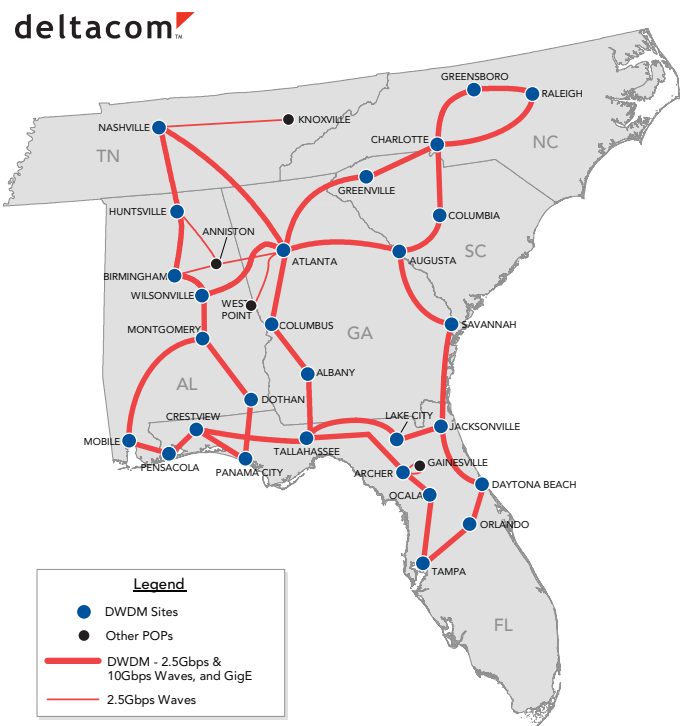 deltacom
TM
GREENSBORO
RALEIGH
KNOXVILLE
NASHVILLE
CHARLOTTE
NC
TN
GREENVILLE
HUNTSVILLE
COLUMBIA
ANNISTON
SC
ATLANTA
AUGUSTA
BIRMINGHAM
WILSONVILLE
WEST
POINT
COLUMBUS
SAVANNAH
MONTGOMERY
GA
ALBANY
AL
DOTHAN
CRESTVIEW
LAKE CITY
JACKSONVILLE
MOBILE
TALLAHASSEE
PENSACOLA
PANAMA CITY
GAINESVILLE
ARCHER
DAYTONA BEACH
OCALA
ORLANDO
TAMPA
FL
Legend
DWDM Sites
Other POPs
DWDM - 2.5Gbps &
10Gbps Waves, and GigE
2.5Gbps Waves